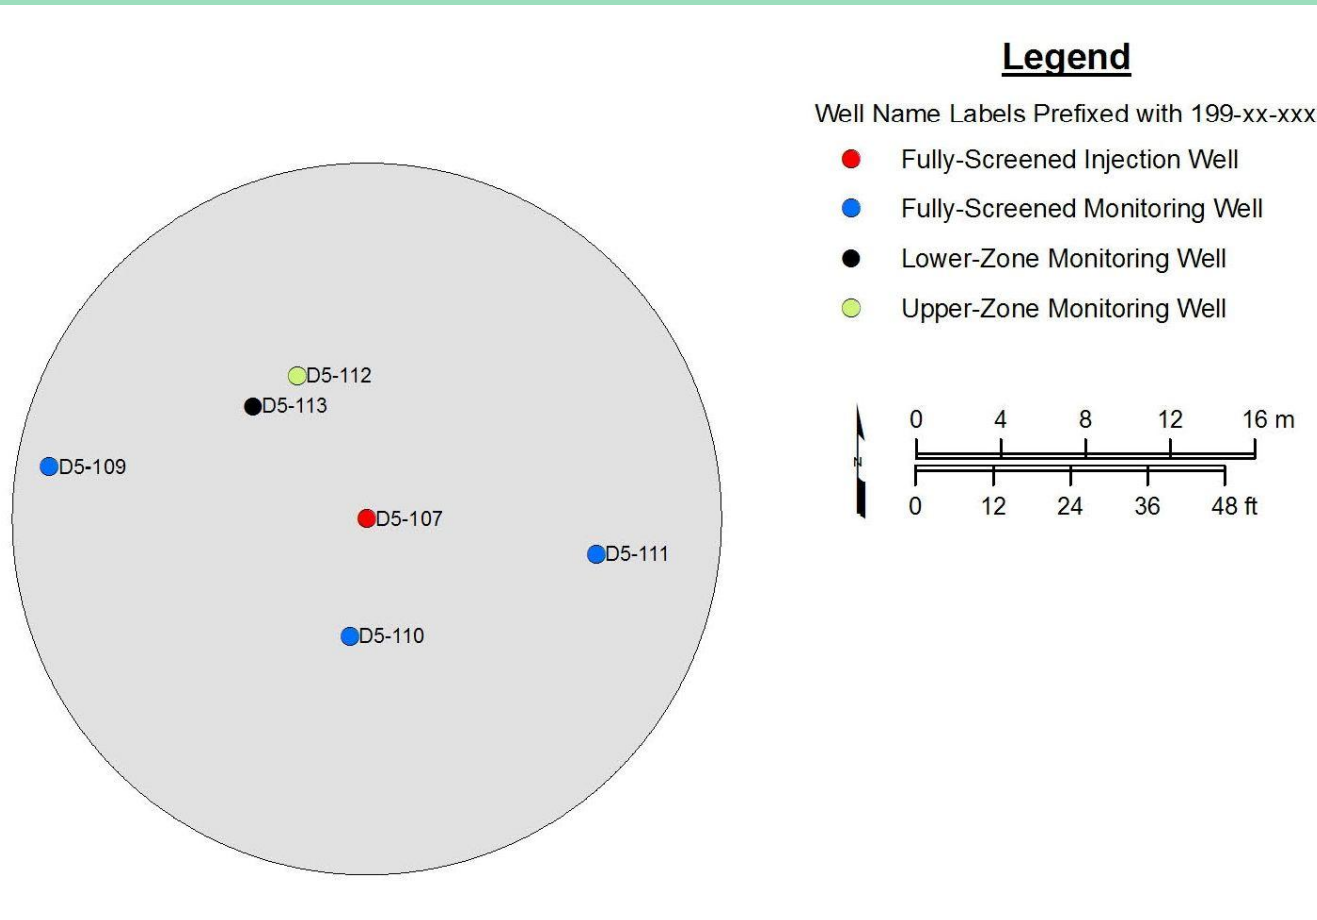 Legend
Well Name Labels Prefixed with 199-xx-xxx
Fully-Screened Injection Well
Fully-Screened Monitoring Well
Lower-Zone Monitoring Well
Upper-Zone Monitoring Well
D5-112
D5-113
D5-109
D5-107
D5-111
D5-110
0 4 8 12 16 m
N
0 12 24 36 48 ft